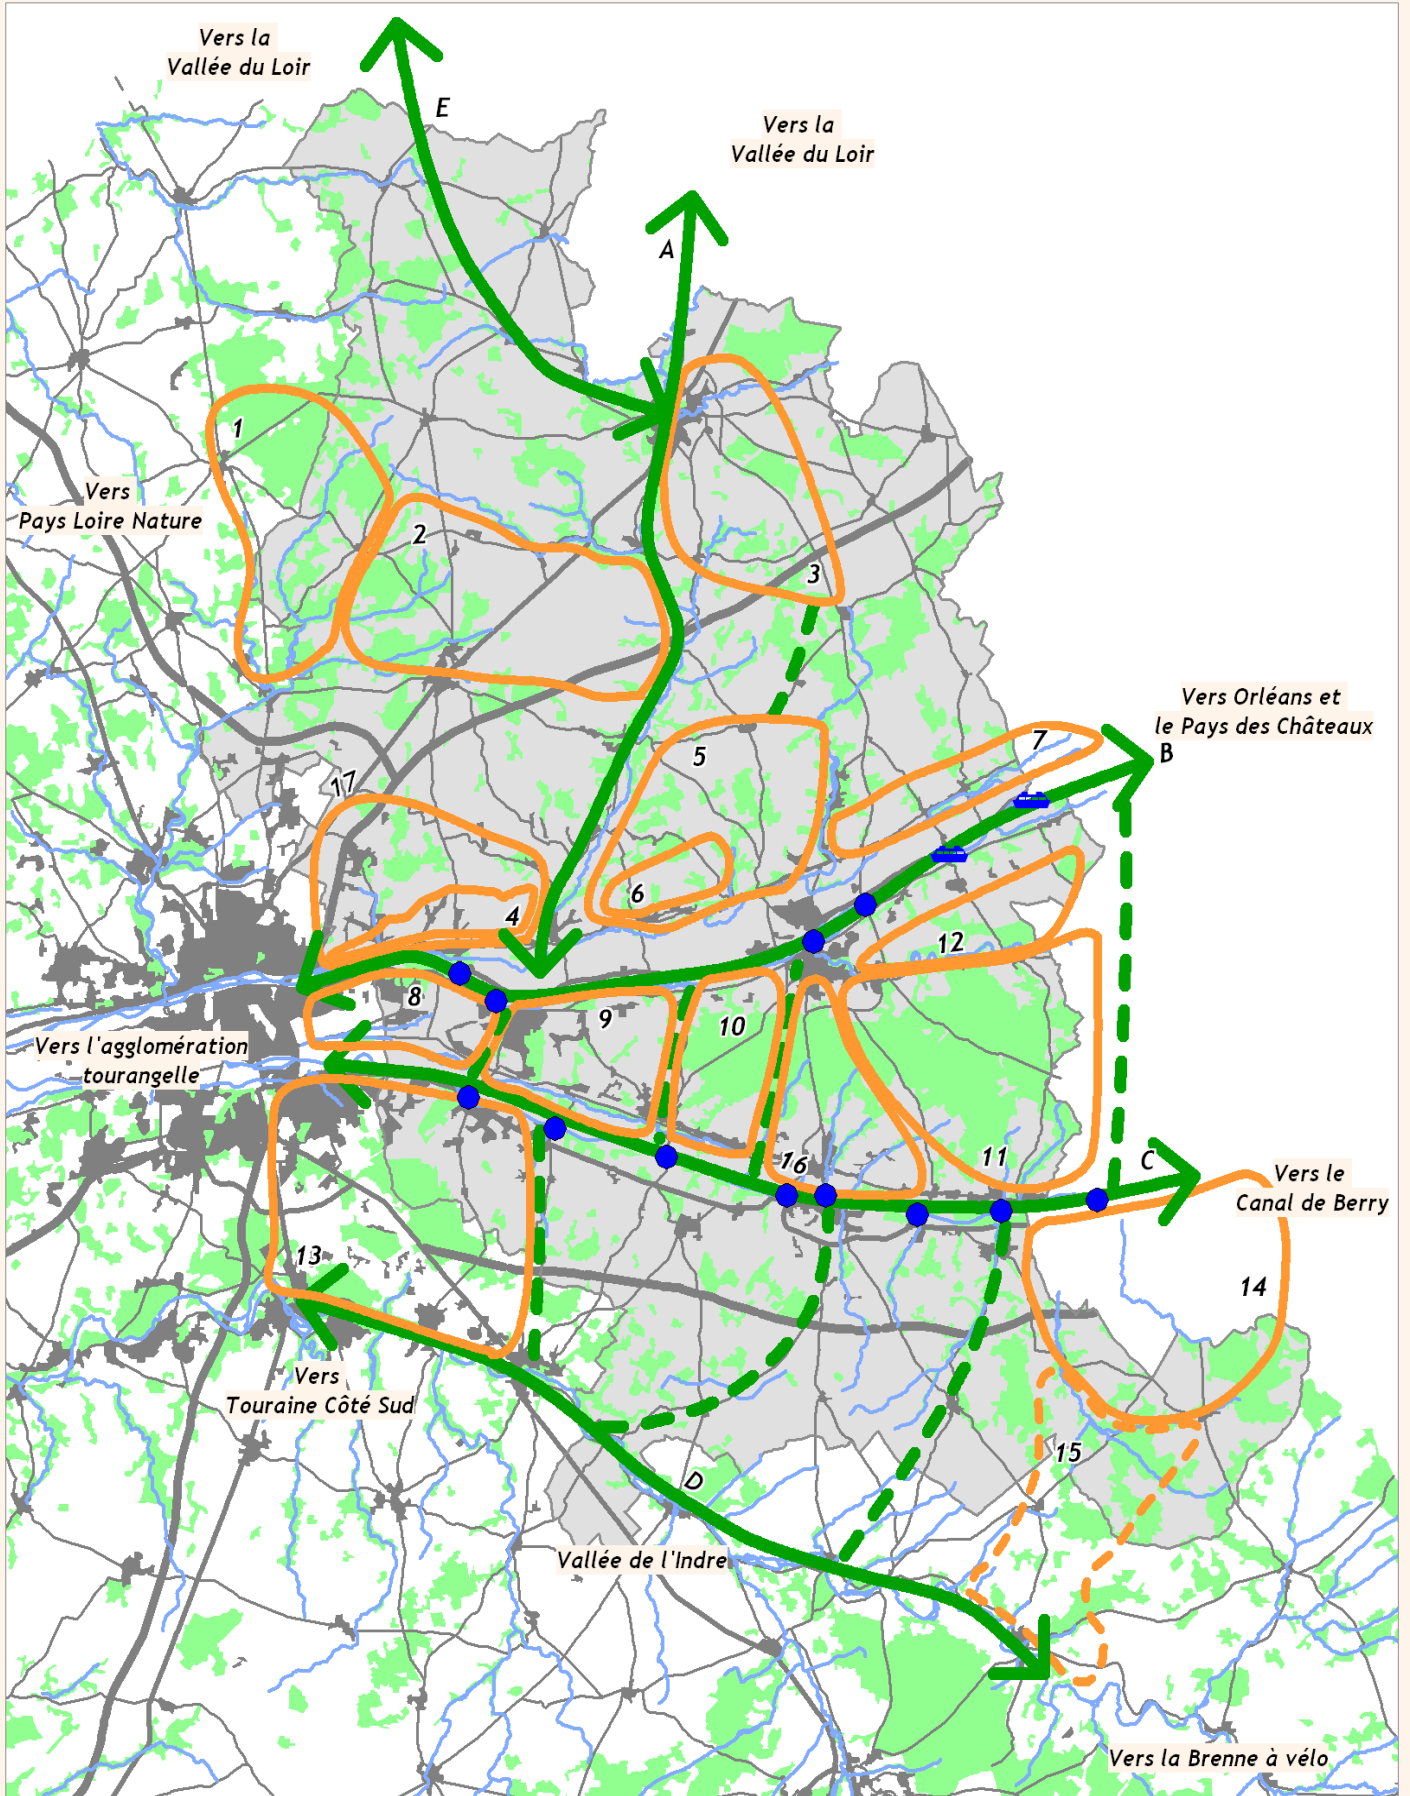 Vers la
Vallée du Loir
E
Vers la
Vallée du Loir
A
1
Vers
Pays Loire Nature
2
3
Vers Orléans et
le Pays des Châteaux
B
7
5
17
6
4
12
8
9
10
Vers l'agglomération
tourangelle
11
16
C
Vers le
Canal de Berry
13
14
Vers
Touraine Côté Sud
15
D
Vallée de l'Indre
Vers la Brenne à vélo